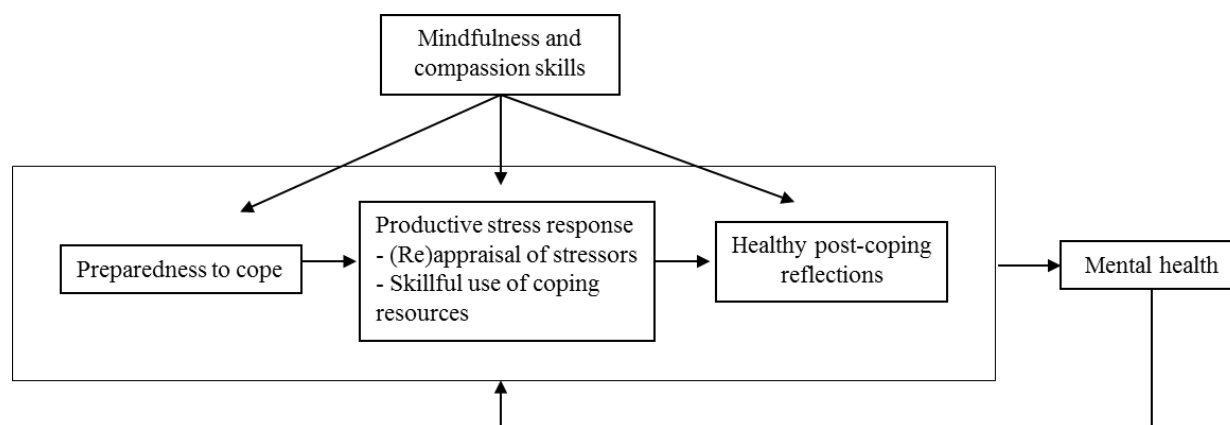 Mindfulness and
compassion skills
Preparedness to cope
Productive stress response
- (Re)appraisal of stressors
- Skillful use of coping
resources
Healthy post-coping
reflections
Mental health